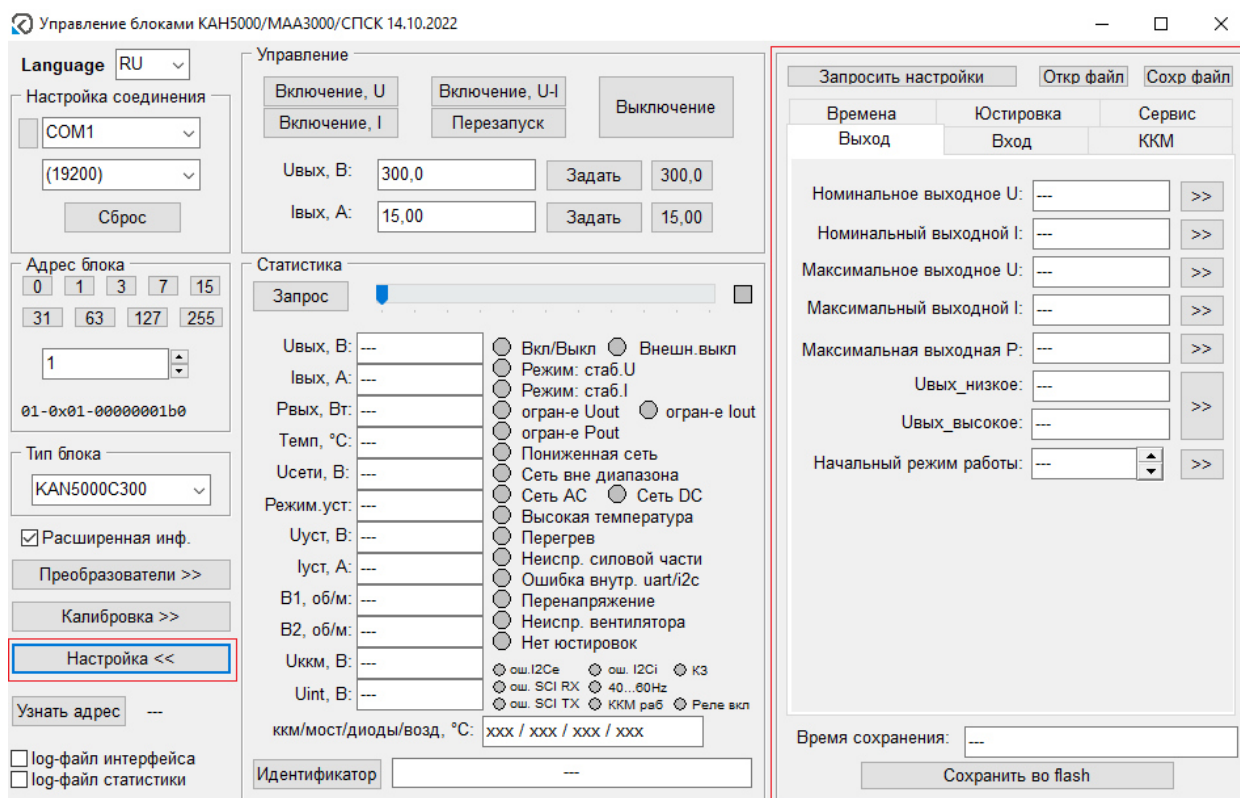 Управление блоками КАН5000/МАА3000/СПСК 14.10.2022
Language RU
Настройка соединения
COM1
(19200)
Сброс
Адрес блока
0 1 3 7 15
31 63 127 255
1
01-0x01-00000001b0
Тип блока
KAN5000C300
Расширенная инф.
Преобразователи >>
Калибровка >>
Настройка <<
Узнать адрес ---
log-файл интерфейса
log-файл статистики
Управление
Включение, U Включение, U-I Выключение
Включение, I Перезапуск
Uвых, В: 300,0 Задать 300,0
Iвых, А: 15,00 Задать 15,00
Статистика
Запрос
Uвых, В: ---
Iвых, А: ---
Pвых, Вт: ---
Темп, °C: ---
Uсети, В: ---
Режим.уст: ---
Uуст, В: ---
Iуст, А: ---
В1, об/м: ---
В2, об/м: ---
Uккм, В: ---
Uint, В: ---
Вкл/Выкл Внешн.выкл
Режим: стаб.U
Режим: стаб.I
огран-е Uout огран-е Iout
огран-е Pout
Пониженная сеть
Сеть вне диапазона
Сеть AC Сеть DC
Высокая температура
Перегрев
Неиспр. силовой части
Ошибка внутр. uart/i2c
Перенапряжение
Неиспр. вентилятора
Нет юстировок
ош.I2Ce ош. I2Ci КЗ
ош. SCI RX 40...60Hz
ош. SCI TX ККМ раб Реле вкл
ккм/мост/диоды/возд, °C: xxx / xxx / xxx / xxx
Идентификатор ---
Запросить настройки Откр файл Сохр файл
Времена Юстировка Сервис
Выход Вход ККМ
Номинальное выходное U: --- >>
Номинальный выходной I: --- >>
Максимальное выходное U: --- >>
Максимальный выходной I: --- >>
Максимальная выходная P: --- >>
Uвых_низкое: ---
>>
Uвых_высокое: ---
Начальный режим работы: --- >>
Время сохранения: ---
Сохранить во flash